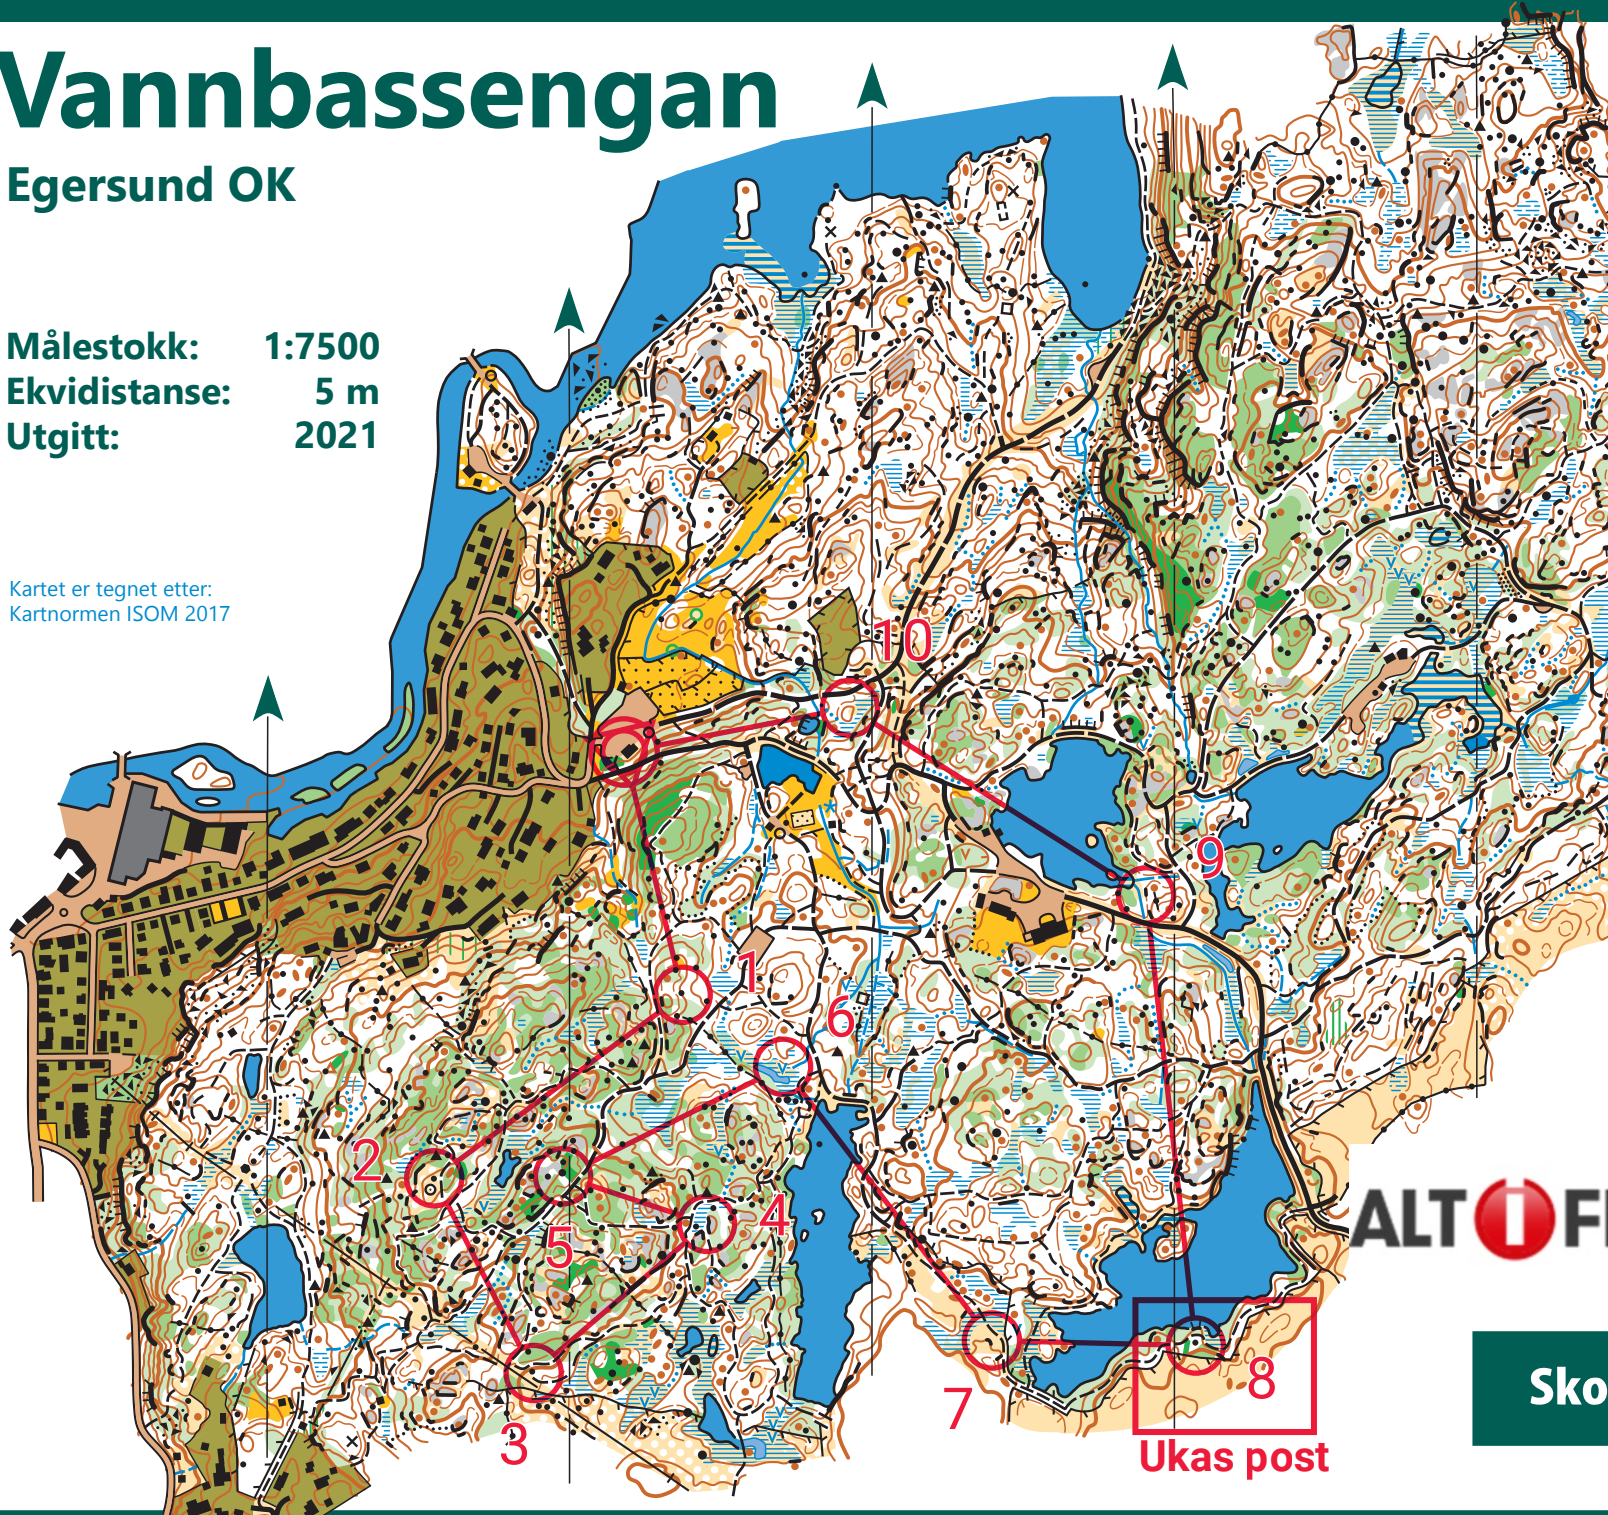 Vannbassengan
Egersund OK
Målestokk: 1:7500
Ekvidistanse: 5 m
Utgitt: 2021
Kartet er tegnet etter:
Kartnormen ISOM 2017
10
9
1
6
2
4
5
8
7
3
Ukas post
ALT